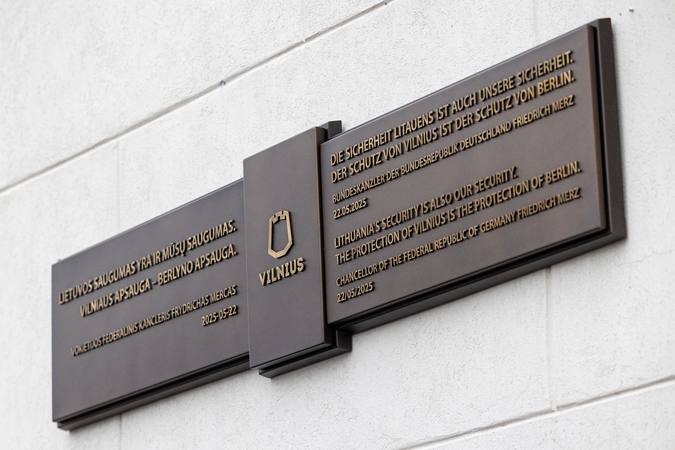 LIETUVOS SAUGUMAS YRA IR MŪSŲ SAUGUMAS.
VILNIAUS APSAUGA – BERLYNO APSAUGA.
VOKIETIJOS FEDERALINIS KANCLERIS FRYDRICHAS MERCAS
2025-05-22
VILNIUS
DIE SICHERHEIT LITAUENS IST AUCH UNSERE SICHERHEIT.
DER SCHUTZ VON VILNIUS IST DER SCHUTZ VON BERLIN.
BUNDESKANZLER DER BUNDESREPUBLIK DEUTSCHLAND FRIEDRICH MERZ
22.05.2025
LITHUANIA'S SECURITY IS ALSO OUR SECURITY.
THE PROTECTION OF VILNIUS IS THE PROTECTION OF BERLIN.
CHANCELLOR OF THE FEDERAL REPUBLIC OF GERMANY FRIEDRICH MERZ
22/05/2025